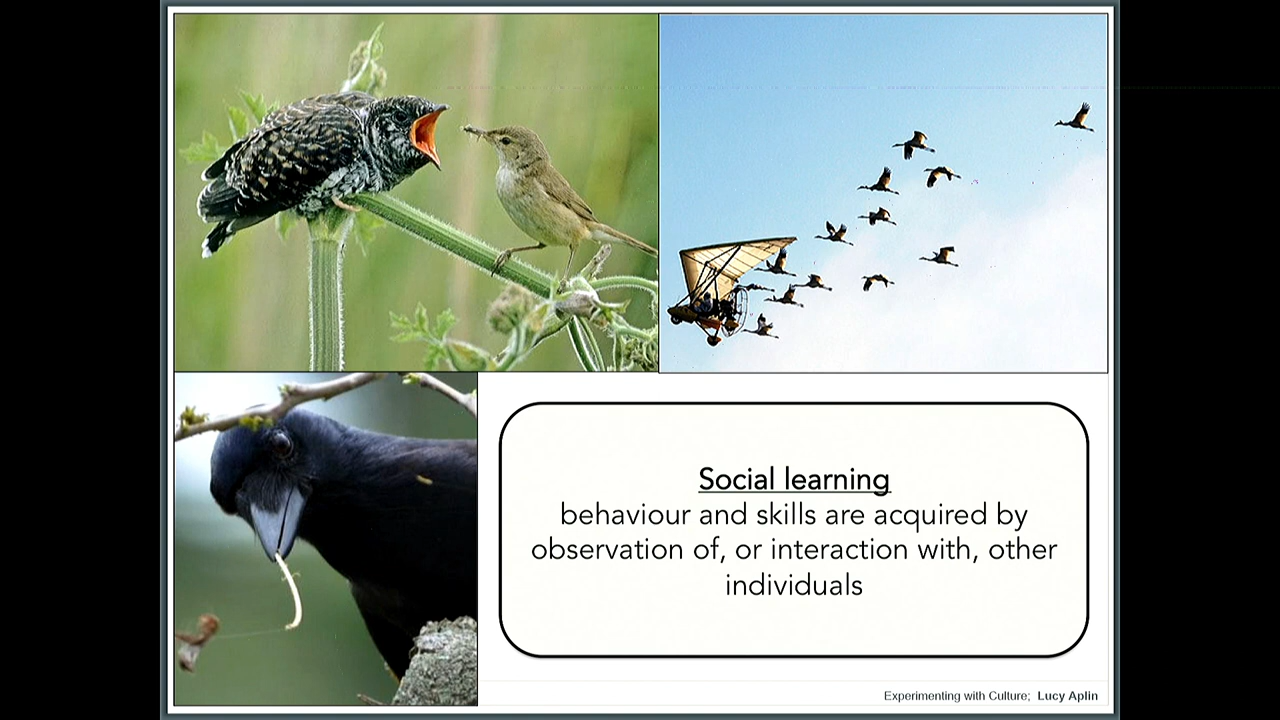 Social learning
behaviour and skills are acquired by
observation of, or interaction with, other
individuals
Experimenting with Culture; Lucy Aplin